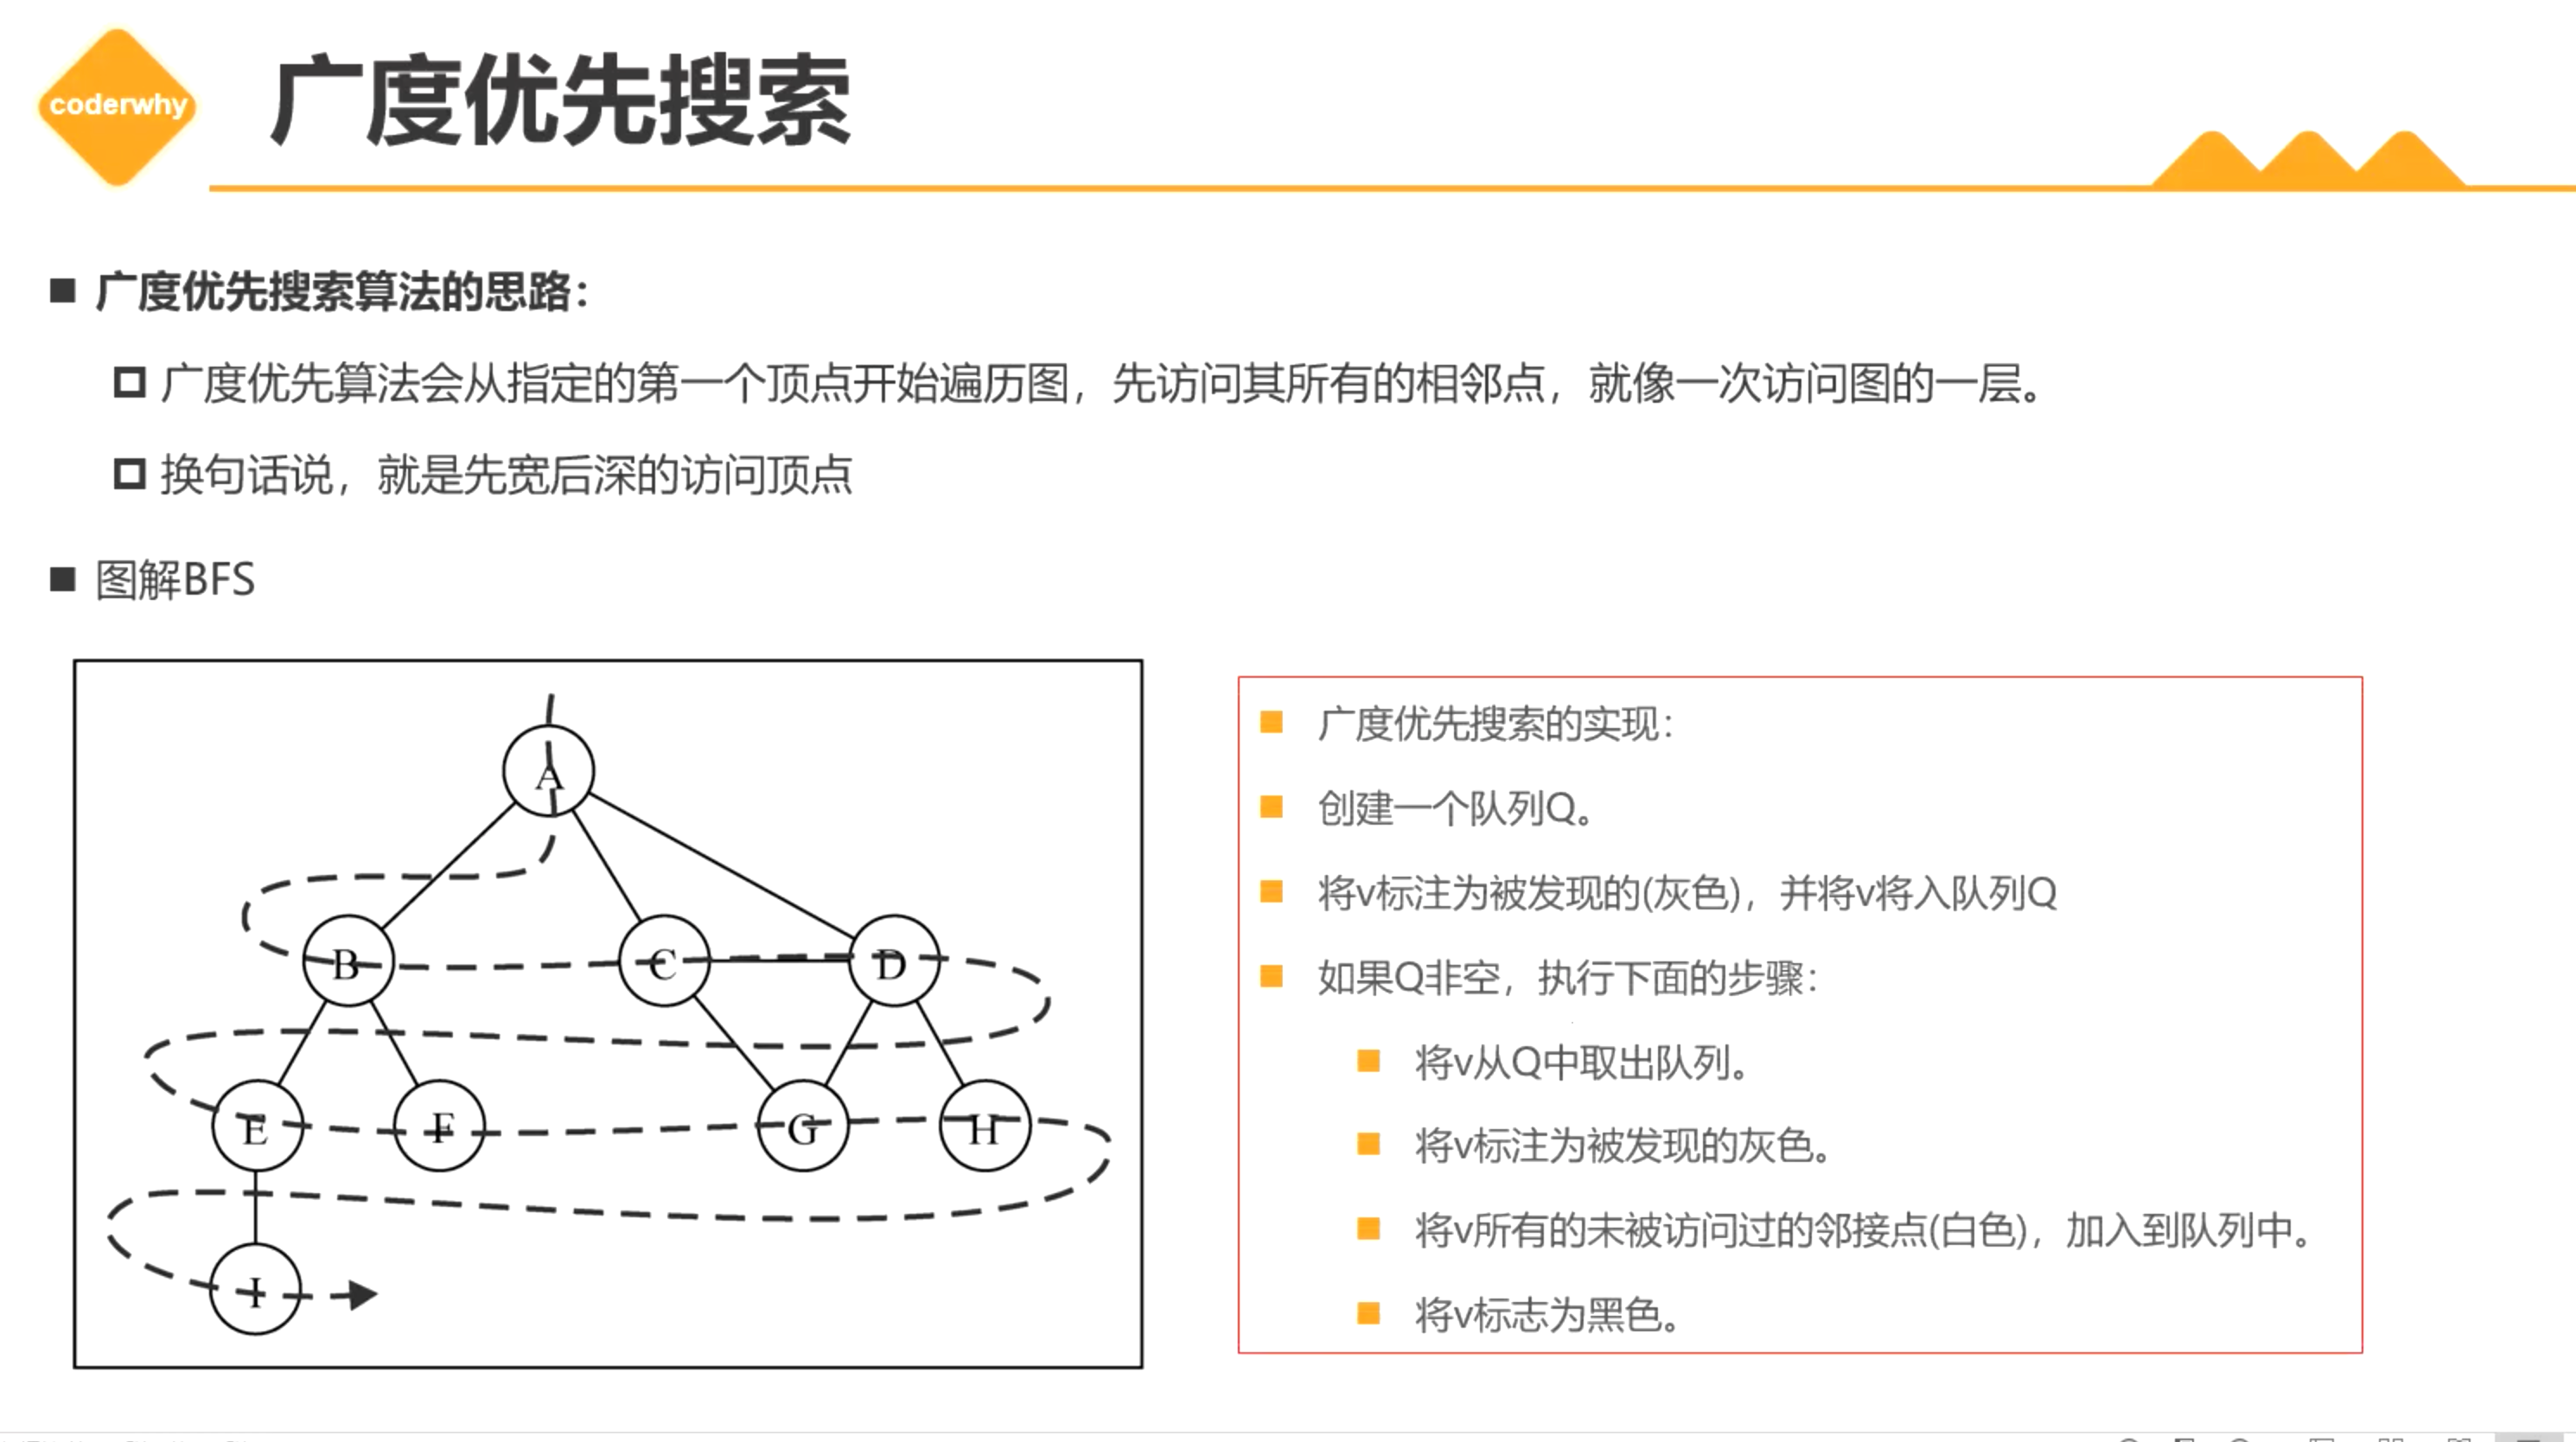 coderwhy
广度优先搜索
广度优先搜索算法的思路：
广度优先算法会从指定的第一个顶点开始遍历图，先访问其所有的相邻点，就像一次访问图的一层。
换句话说，就是先宽后深的访问顶点
图解BFS
A
B C D
E F G H
I
广度优先搜索的实现：
创建一个队列Q。
将v标注为被发现的(灰色)，并将v将入队列Q
如果Q非空，执行下面的步骤：
将v从Q中取出队列。
将v标注为被发现的灰色。
将v所有的未被访问过的邻接点(白色)，加入到队列中。
将v标志为黑色。